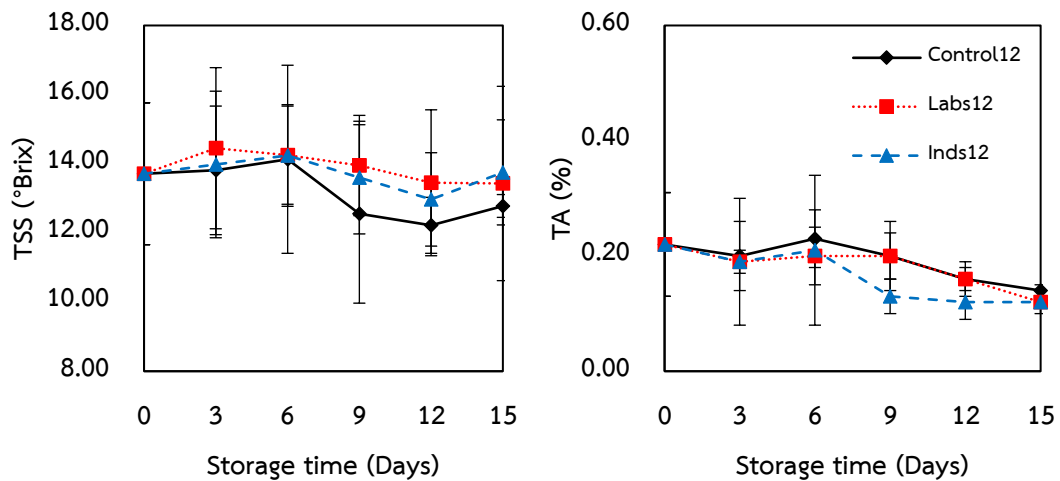 18.00
16.00
14.00
12.00
10.00
8.00
TSS (°Brix)
0 3 6 9 12 15
Storage time (Days)
0.60
0.40
0.20
0.00
TA (%)
Control12
Labs12
Inds12
0 3 6 9 12 15
Storage time (Days)